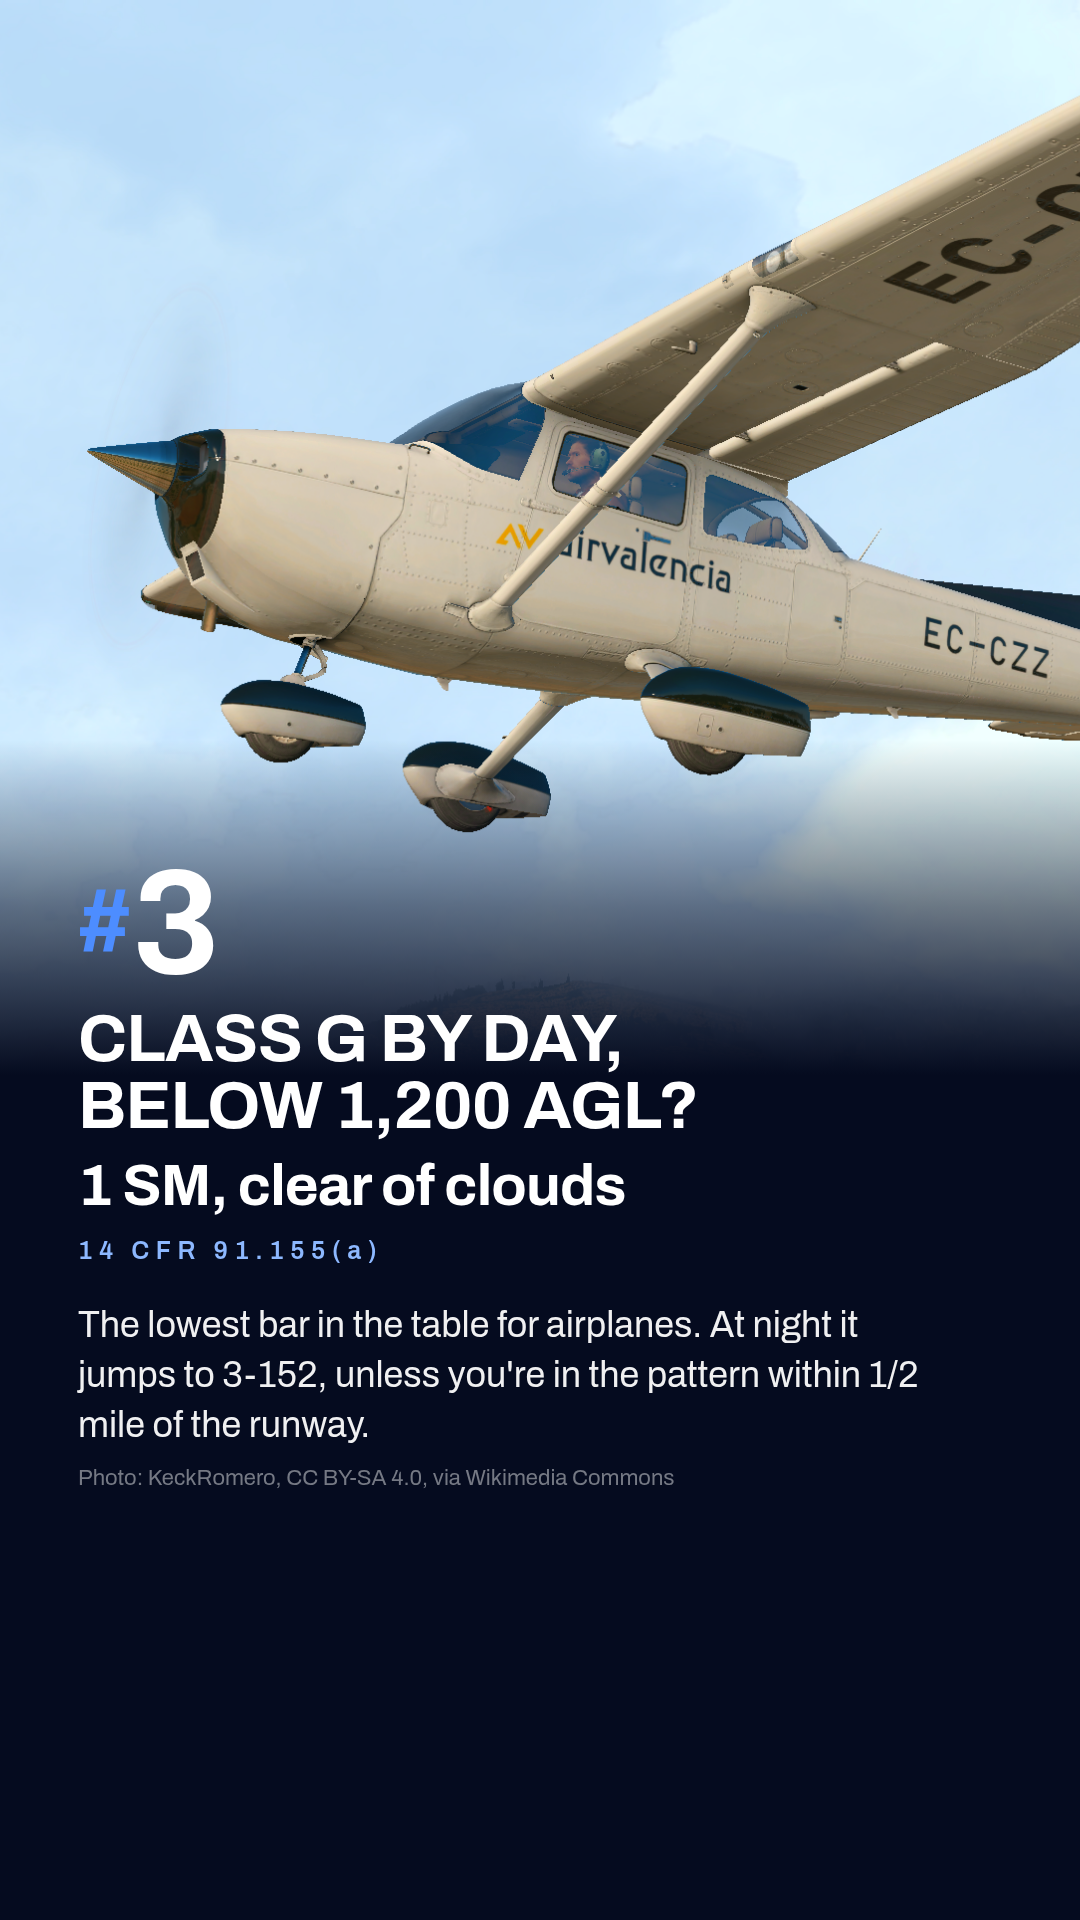 EC-C
airvalencia
EC-CZZ
#3
CLASS G BY DAY,
BELOW 1,200 AGL?
1 SM, clear of clouds
14 CFR 91.155(a)
The lowest bar in the table for airplanes. At night it
jumps to 3-152, unless you're in the pattern within 1/2
mile of the runway.
Photo: KeckRomero, CC BY-SA 4.0, via Wikimedia Commons